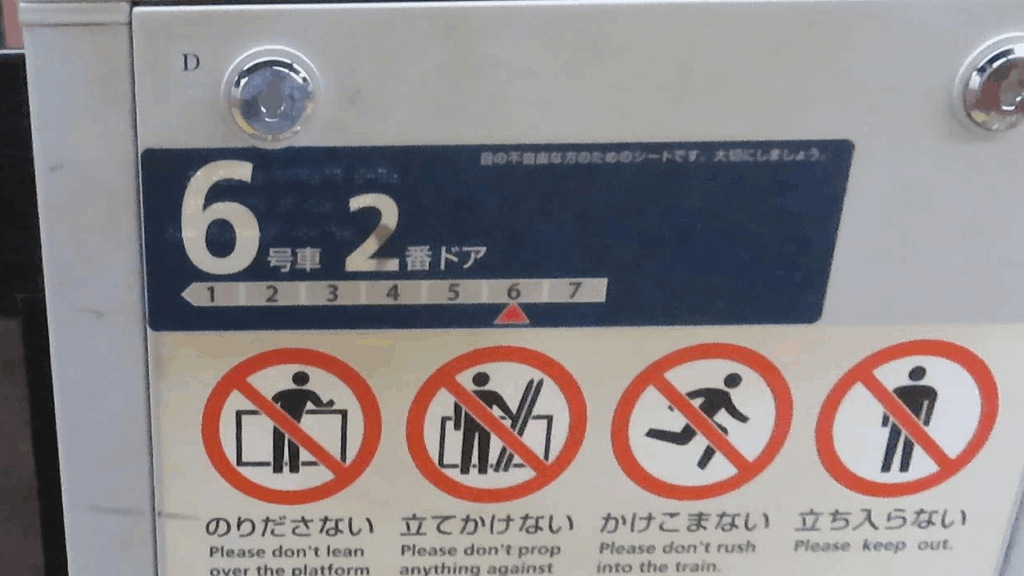 D
目の不自由な方のためのシートです。大切にしましょう。
6号車 2番ドア
1 2 3 4 5 6 7
のりださない
Please don't lean
over the platform
立てかけない
Please don't prop
anything against
かけこまない
Please don't rush
into the train.
立ち入らない
Please keep out.